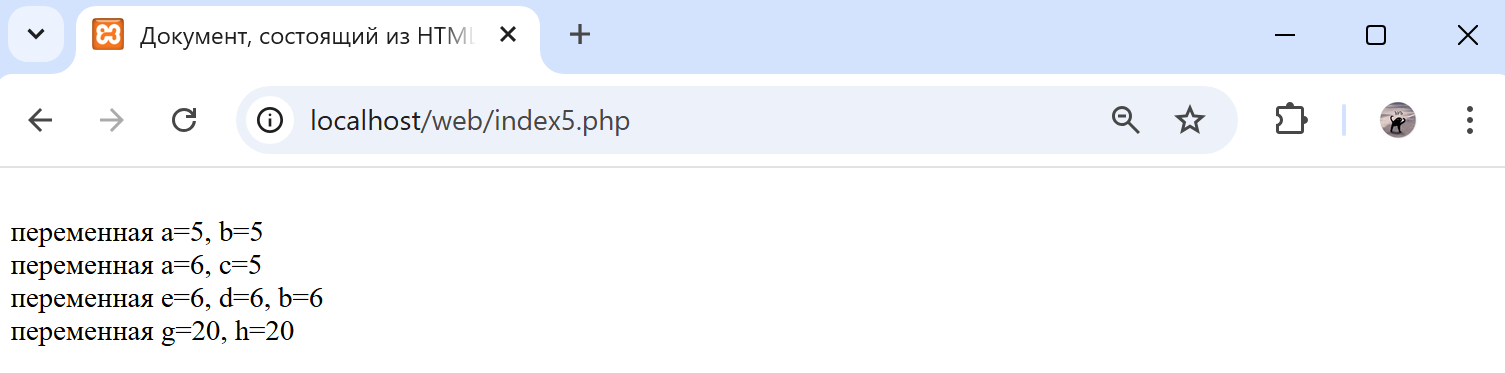 Документ, состоящий из HTML
localhost/web/index5.php
переменная a=5, b=5
переменная a=6, c=5
переменная e=6, d=6, b=6
переменная g=20, h=20